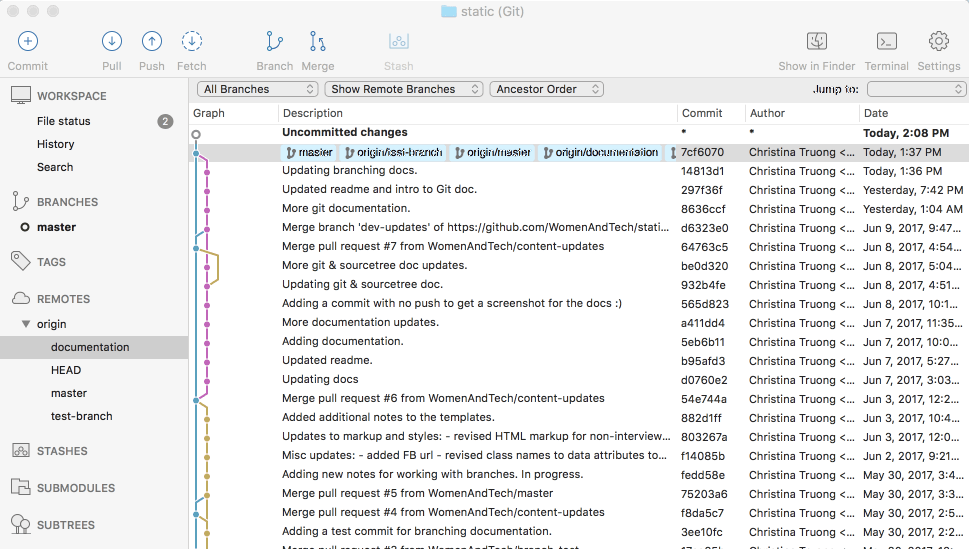 static (Git)
Commit Pull Push Fetch Branch Merge Stash Show in Finder Terminal Settings
All Branches Show Remote Branches Ancestor Order Jump to:
WORKSPACE
File status 2
History
Search
BRANCHES
master
TAGS
REMOTES
origin
documentation
HEAD
master
test-branch
STASHES
SUBMODULES
SUBTREES
Graph Description Commit Author Date
Uncommitted changes * * Today, 2:08 PM
master origin/test-branch origin/master origin/documentation 7cf6070 Christina Truong <... Today, 1:37 PM
Updating branching docs. 14813d1 Christina Truong <... Today, 1:36 PM
Updated readme and intro to Git doc. 297f36f Christina Truong <... Yesterday, 7:42 PM
More git documentation. 8636ccf Christina Truong <... Yesterday, 1:04 AM
Merge branch 'dev-updates' of https://github.com/WomenAndTech/stati... d6323e0 Christina Truong <... Jun 9, 2017, 9:47...
Merge pull request #7 from WomenAndTech/content-updates 64763c5 Christina Truong <... Jun 8, 2017, 4:54...
More git & sourcetree doc updates. be0d320 Christina Truong <... Jun 8, 2017, 5:04...
Updating git & sourcetree doc. 932b4fe Christina Truong <... Jun 8, 2017, 4:51...
Adding a commit with no push to get a screenshot for the docs :) 565d823 Christina Truong <... Jun 8, 2017, 10:1...
More documentation updates. a411dd4 Christina Truong <... Jun 7, 2017, 11:35...
Adding documentation. 5eb6b11 Christina Truong <... Jun 7, 2017, 10:0...
Updated readme. b95afd3 Christina Truong <... Jun 7, 2017, 5:27...
Updating docs d0760e2 Christina Truong <... Jun 7, 2017, 3:03...
Merge pull request #6 from WomenAndTech/content-updates 54e744a Christina Truong <... Jun 3, 2017, 12:2...
Added additional notes to the templates. 882d1ff Christina Truong <... Jun 3, 2017, 10:4...
Updates to markup and styles: - revised HTML markup for non-interview... 803267a Christina Truong <... Jun 3, 2017, 12:0...
Misc updates: - added FB url - revised class names to data attributes to... f14085b Christina Truong <... Jun 2, 2017, 9:21...
Adding new notes for working with branches. In progress. fedd58e Christina Truong <... May 30, 2017, 3:4...
Merge pull request #5 from WomenAndTech/master 75203a6 Christina Truong <... May 30, 2017, 3:3...
Merge pull request #4 from WomenAndTech/content-updates f8da5c7 Christina Truong <... May 30, 2017, 2:5...
Adding a test commit for branching documentation. 3ee10fc Christina Truong <... May 30, 2017, 2:2...